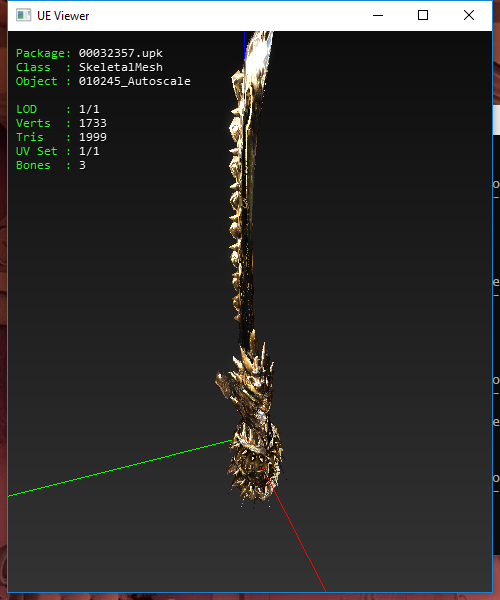 UE Viewer
Package: 00032357.upk
Class  : SkeletalMesh
Object : 010245_Autoscale
LOD    : 1/1
Verts  : 1733
Tris   : 1999
UV Set : 1/1
Bones  : 3